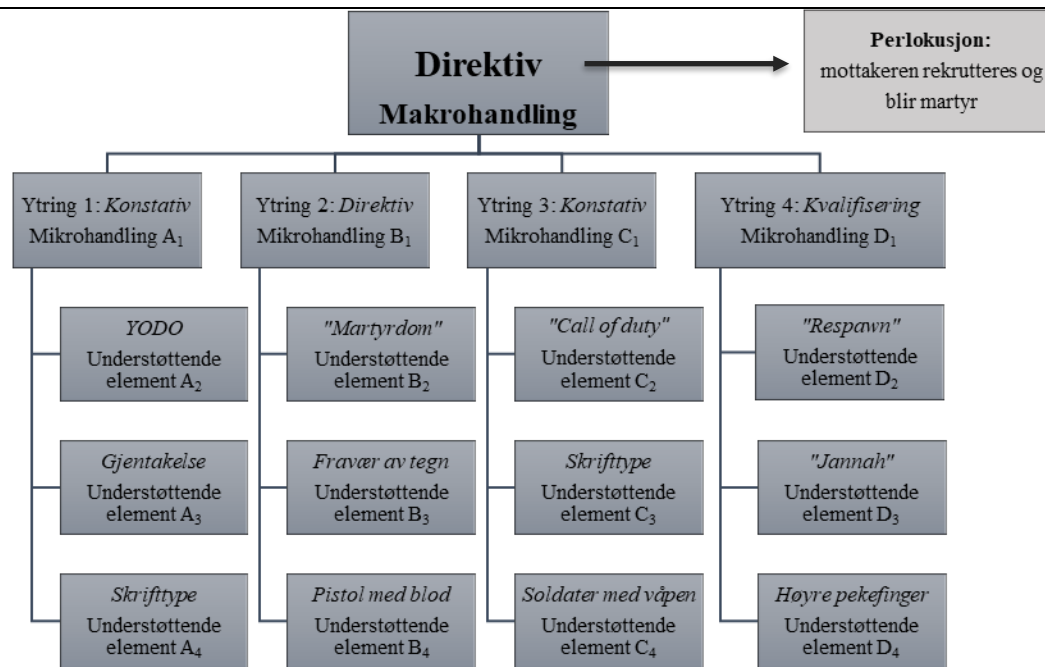 Direktiv
Makrohandling
Perlokusjon:
mottakeren rekrutteres og
blir martyr
Ytring 1: Konstativ
Mikrohandling A₁
Ytring 2: Direktiv
Mikrohandling B₁
Ytring 3: Konstativ
Mikrohandling C₁
Ytring 4: Kvalifisering
Mikrohandling D₁
YODO
Understøttende
element A₂
"Martyrdom"
Understøttende
element B₂
"Call of duty"
Understøttende
element C₂
"Respawn"
Understøttende
element D₂
Gjentakelse
Understøttende
element A₃
Fravær av tegn
Understøttende
element B₃
Skrifttype
Understøttende
element C₃
"Jannah"
Understøttende
element D₃
Skrifttype
Understøttende
element A₄
Pistol med blod
Understøttende
element B₄
Soldater med våpen
Understøttende
element C₄
Høyre pekefinger
Understøttende
element D₄